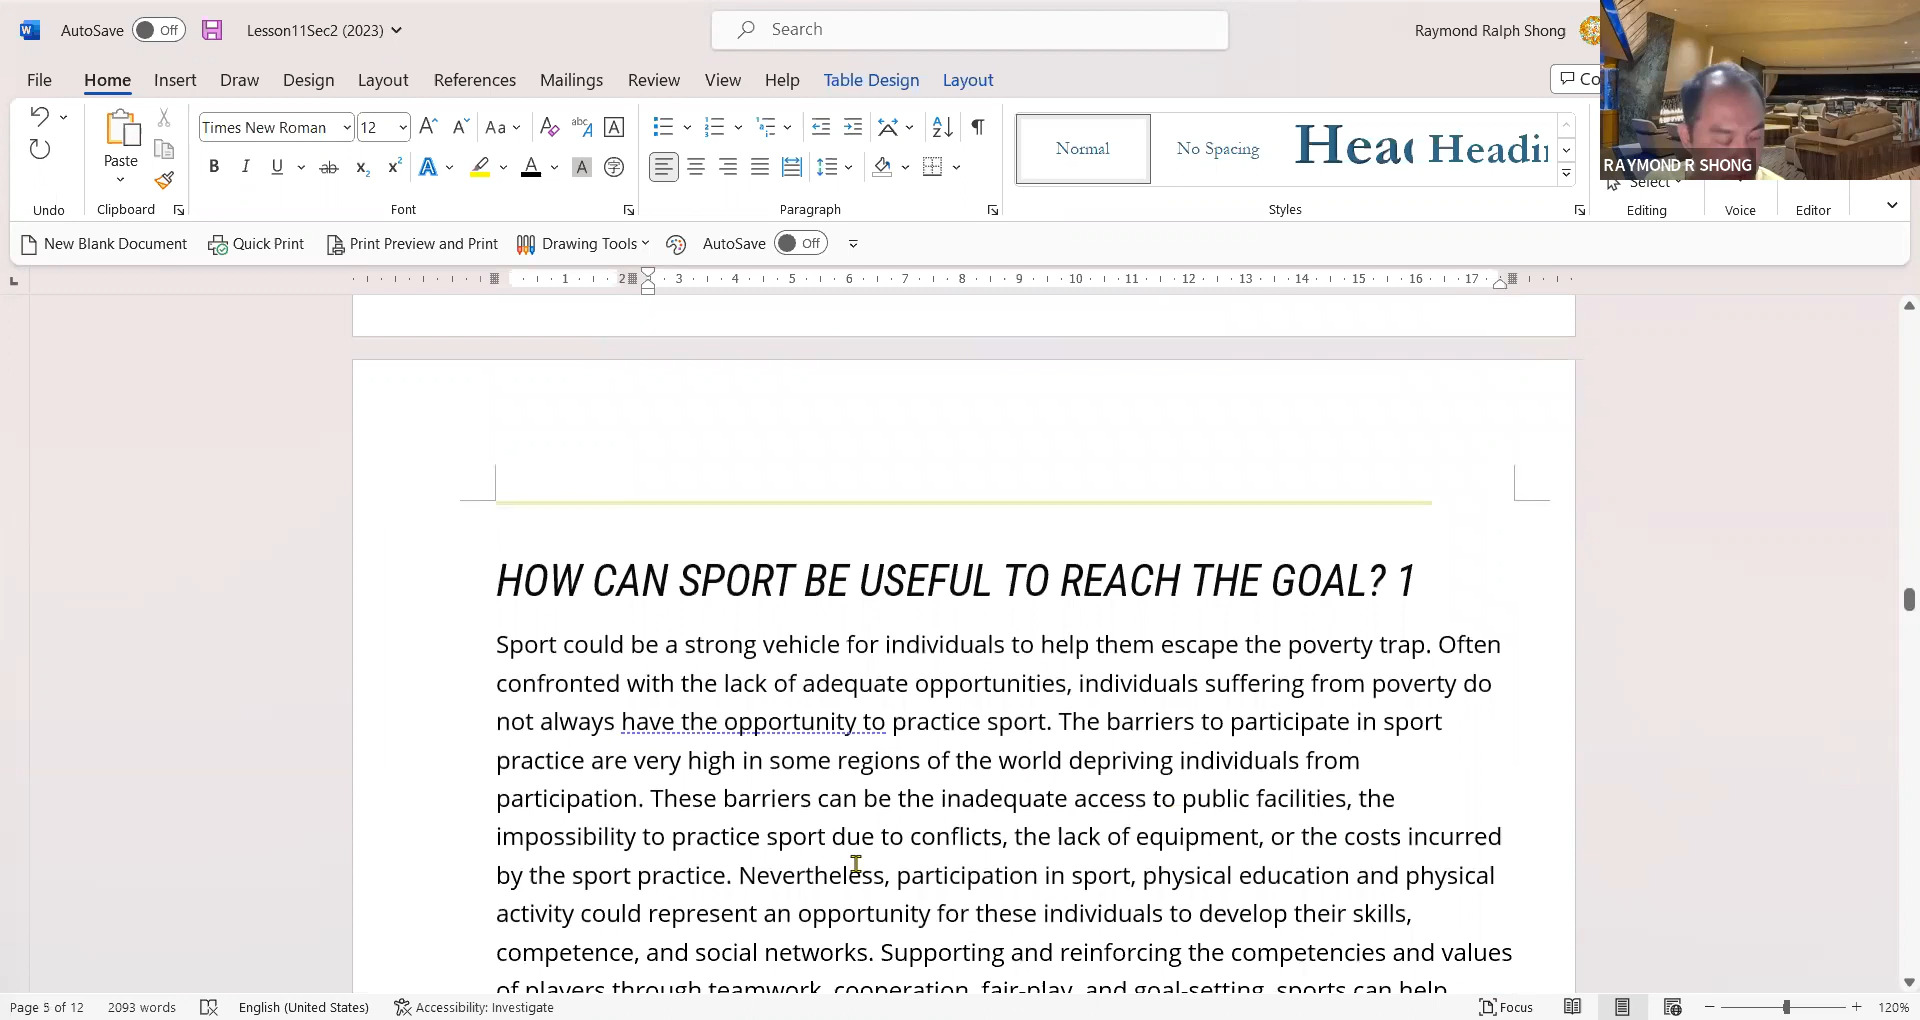 AutoSave Off Lesson11Sec2 (2023) Search Raymond Ralph Shong
File Home Insert Draw Design Layout References Mailings Review View Help Table Design Layout
Times New Roman 12 Aa
Paste
Normal No Spacing Headi
RAYMOND R SHONG
Select
Undo Clipboard Font Paragraph Styles Editing Voice Editor
New Blank Document Quick Print Print Preview and Print Drawing Tools AutoSave Off
1 2 3 4 5 6 7 8 9 10 11 12 13 14 15 16 17
HOW CAN SPORT BE USEFUL TO REACH THE GOAL? 1
Sport could be a strong vehicle for individuals to help them escape the poverty trap. Often
confronted with the lack of adequate opportunities, individuals suffering from poverty do
not always have the opportunity to practice sport. The barriers to participate in sport
practice are very high in some regions of the world depriving individuals from
participation. These barriers can be the inadequate access to public facilities, the
impossibility to practice sport due to conflicts, the lack of equipment, or the costs incurred
by the sport practice. Nevertheless, participation in sport, physical education and physical
activity could represent an opportunity for these individuals to develop their skills,
competence, and social networks. Supporting and reinforcing the competencies and values
of players through teamwork, cooperation, fair-play, and goal-setting, sports can help
Page 5 of 12 2093 words English (United States) Accessibility: Investigate Focus 120%